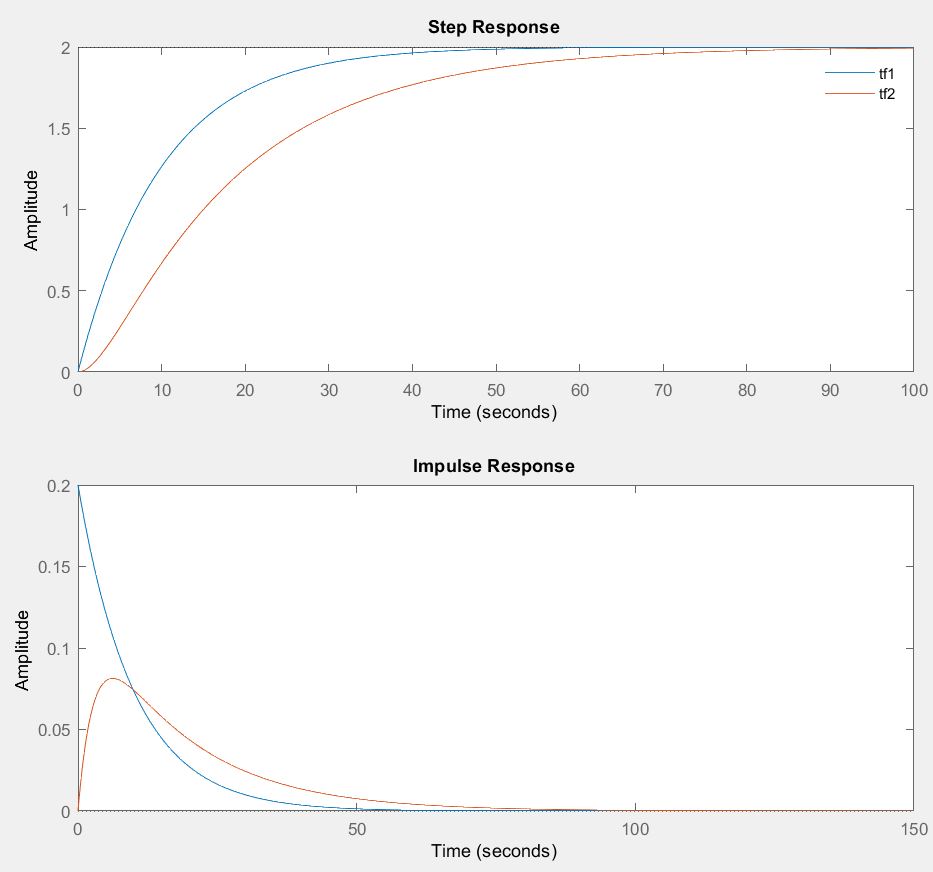 Step Response
2
1.5
1
0.5
0
Amplitude
tf1
tf2
0 10 20 30 40 50 60 70 80 90 100
Time (seconds)
Impulse Response
0.2
0.15
0.1
0.05
0
Amplitude
0 50 100 150
Time (seconds)